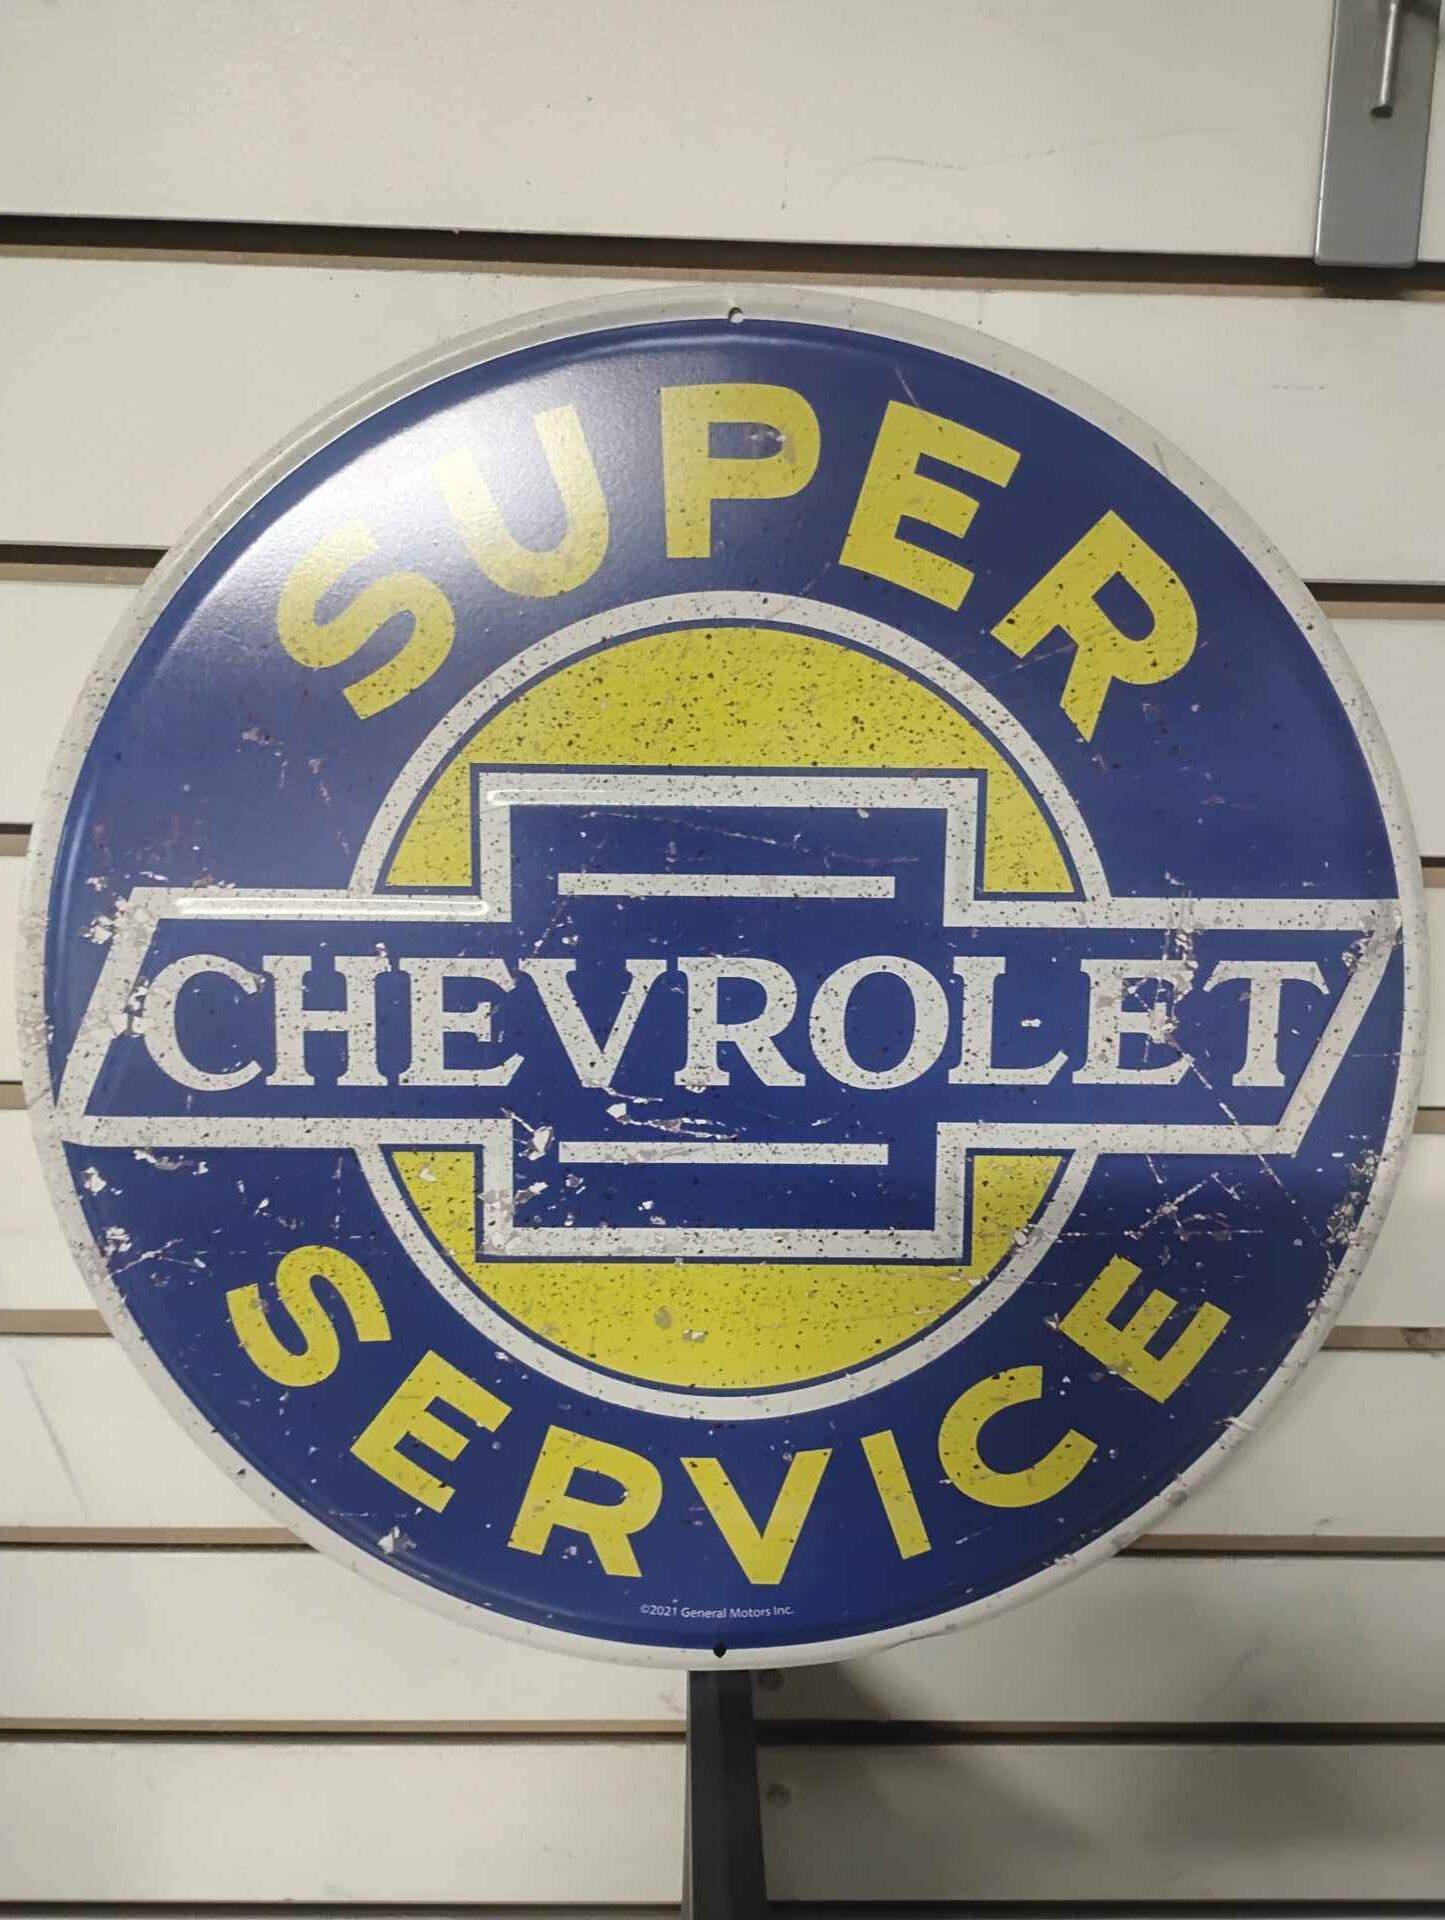 SUPER
CHEVROLET
SERVICE
©2021 General Motors Inc.